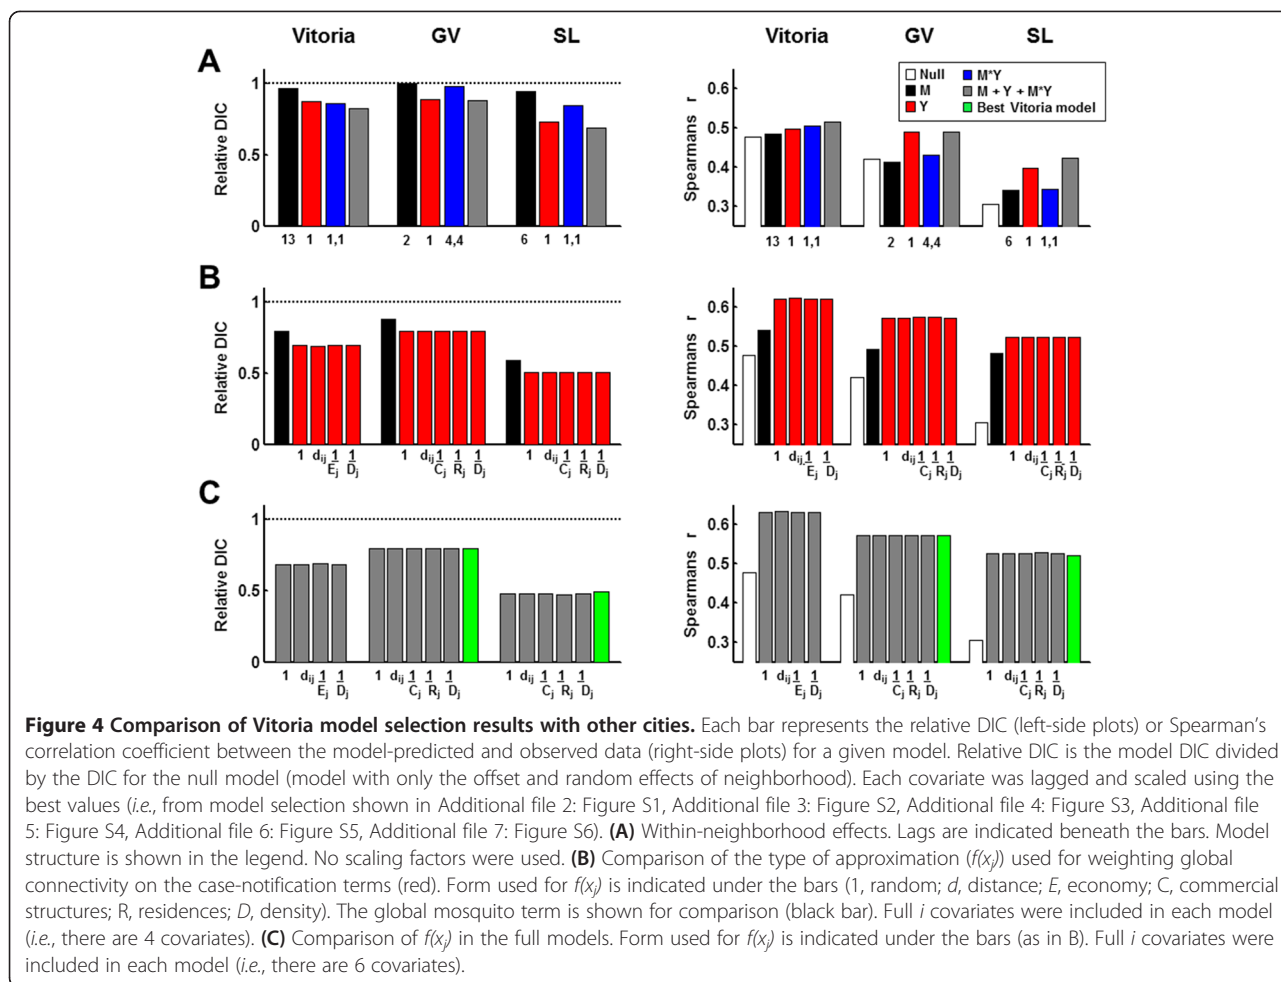 Vitoria GV SL Vitoria GV SL
A
Relative DIC
1
0.5
0
13 1 1,1 2 1 4,4 6 1 1,1
Spearmans r
0.6
0.5
0.4
0.3
13 1 1,1 2 1 4,4 6 1 1,1
Null M*Y
M M + Y + M*Y
Y Best Vitoria model
B
Relative DIC
1
0.5
0
1 dij 1/Ej 1/Dj 1 dij 1/Cj 1/Rj 1/Dj 1 dij 1/Cj 1/Rj 1/Dj
Spearmans r
0.6
0.5
0.4
0.3
1 dij 1/Ej 1/Dj 1 dij 1/Cj 1/Rj 1/Dj 1 dij 1/Cj 1/Rj 1/Dj
C
Relative DIC
1
0.5
0
1 dij 1/Ej 1/Dj 1 dij 1/Cj 1/Rj 1/Dj 1 dij 1/Cj 1/Rj 1/Dj
Spearmans r
0.6
0.5
0.4
0.3
1 dij 1/Ej 1/Dj 1 dij 1/Cj 1/Rj 1/Dj 1 dij 1/Cj 1/Rj 1/Dj
Figure 4 Comparison of Vitoria model selection results with other cities. Each bar represents the relative DIC (left-side plots) or Spearman's
correlation coefficient between the model-predicted and observed data (right-side plots) for a given model. Relative DIC is the model DIC divided
by the DIC for the null model (model with only the offset and random effects of neighborhood). Each covariate was lagged and scaled using the
best values (i.e., from model selection shown in Additional file 2: Figure S1, Additional file 3: Figure S2, Additional file 4: Figure S3, Additional file
5: Figure S4, Additional file 6: Figure S5, Additional file 7: Figure S6). (A) Within-neighborhood effects. Lags are indicated beneath the bars. Model
structure is shown in the legend. No scaling factors were used. (B) Comparison of the type of approximation (f(xj)) used for weighting global
connectivity on the case-notification terms (red). Form used for f(xj) is indicated under the bars (1, random; d, distance; E, economy; C, commercial
structures; R, residences; D, density). The global mosquito term is shown for comparison (black bar). Full i covariates were included in each model
(i.e., there are 4 covariates). (C) Comparison of f(xj) in the full models. Form used for f(xj) is indicated under the bars (as in B). Full i covariates were
included in each model (i.e., there are 6 covariates).